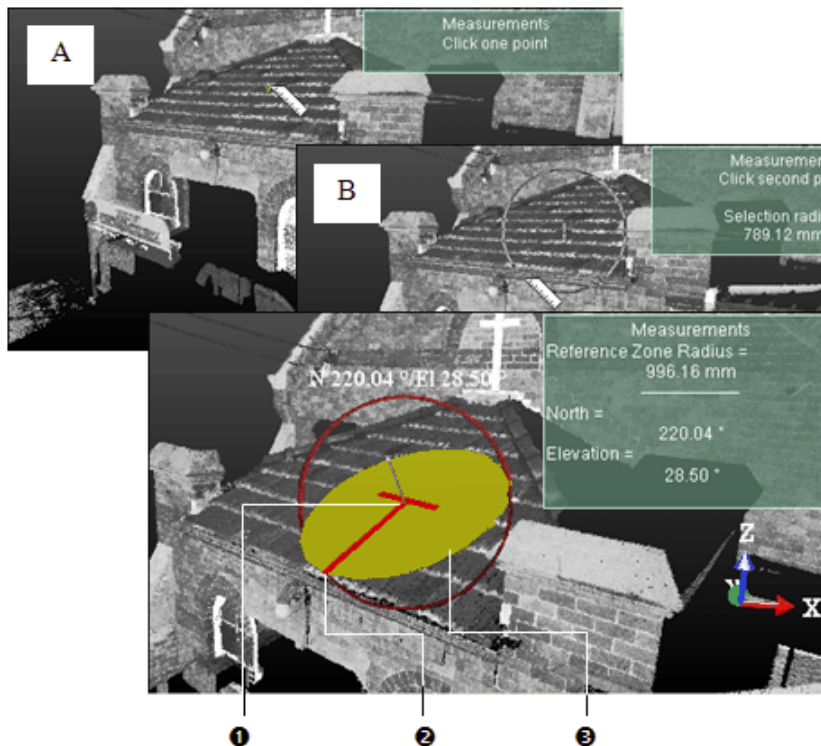 A
Measurements
Click one point
B
Measuremen
Click second p
Selection radi
789.12 mm
N 220.04 °/El 28.50 °
Measurements
Reference Zone Radius =
996.16 mm
North =
220.04 °
Elevation =
28.50 °
Z
X
❶
❷
❸